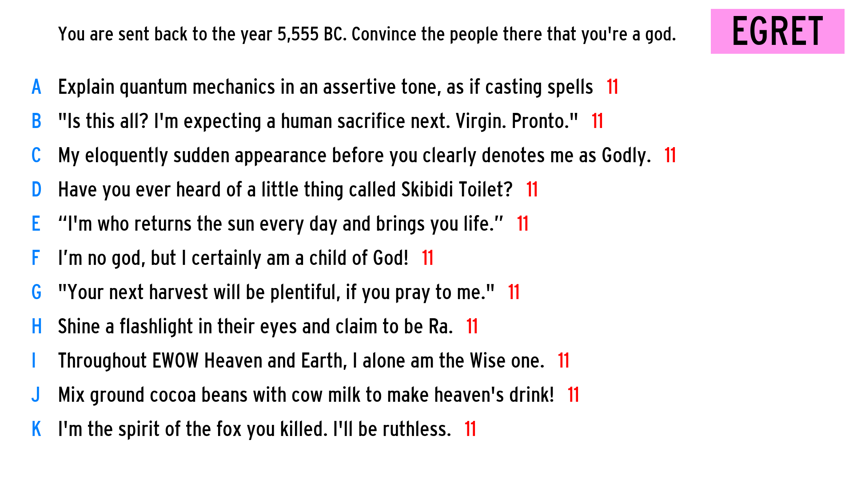 You are sent back to the year 5,555 BC. Convince the people there that you're a god.
EGRET
A Explain quantum mechanics in an assertive tone, as if casting spells 11
B "Is this all? I'm expecting a human sacrifice next. Virgin. Pronto." 11
C My eloquently sudden appearance before you clearly denotes me as Godly. 11
D Have you ever heard of a little thing called Skibidi Toilet? 11
E “I'm who returns the sun every day and brings you life.” 11
F I’m no god, but I certainly am a child of God! 11
G "Your next harvest will be plentiful, if you pray to me." 11
H Shine a flashlight in their eyes and claim to be Ra. 11
I Throughout EWOW Heaven and Earth, I alone am the Wise one. 11
J Mix ground cocoa beans with cow milk to make heaven's drink! 11
K I'm the spirit of the fox you killed. I'll be ruthless. 11